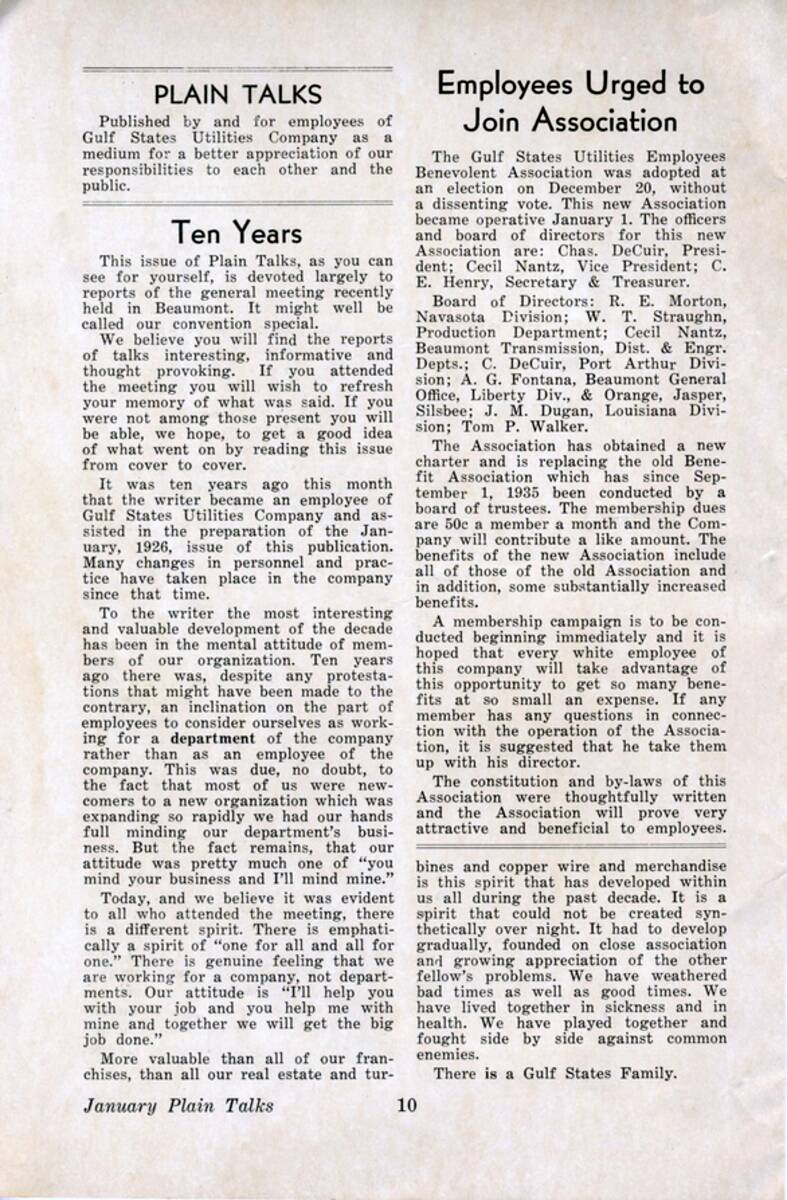 PLAIN TALKS
Published by and for employees of
Gulf States Utilities Company as a
medium for a better appreciation of our
responsibilities to each other and the
public.
Ten Years
This issue of Plain Talks, as you can
see for yourself, is devoted largely to
reports of the general meeting recently
held in Beaumont. It might well be
called our convention special.
We believe you will find the reports
of talks interesting, informative and
thought provoking. If you attended
the meeting you will wish to refresh
your memory of what was said. If you
were not among those present you will
be able, we hope, to get a good idea
of what went on by reading this issue
from cover to cover.
It was ten years ago this month
that the writer became an employee of
Gulf States Utilities Company and as-
sisted in the preparation of the Jan-
uary, 1926, issue of this publication.
Many changes in personnel and prac-
tice have taken place in the company
since that time.
To the writer the most interesting
and valuable development of the decade
has been in the mental attitude of mem-
bers of our organization. Ten years
ago there was, despite any protesta-
tions that might have been made to the
contrary, an inclination on the part of
employees to consider ourselves as work-
ing for a department of the company
rather than as an employee of the
company. This was due, no doubt, to
the fact that most of us were new-
comers to a new organization which was
expanding so rapidly we had our hands
full minding our department's busi-
ness. But the fact remains, that our
attitude was pretty much one of "you
mind your business and I'll mind mine."
Today, and we believe it was evident
to all who attended the meeting, there
is a different spirit. There is emphati-
cally a spirit of "one for all and all for
one." There is genuine feeling that we
are working for a company, not depart-
ments. Our attitude is "I'll help you
with your job and you help me with
mine and together we will get the big
job done."
More valuable than all of our fran-
chises, than all our real estate and tur-
Employees Urged to
Join Association
The Gulf States Utilities Employees
Benevolent Association was adopted at
an election on December 20, without
a dissenting vote. This new Association
became operative January 1. The officers
and board of directors for this new
Association are: Chas. DeCuir, Presi-
dent; Cecil Nantz, Vice President; C.
E. Henry, Secretary & Treasurer.
Board of Directors: R. E. Morton,
Navasota Division; W. T. Straughn,
Production Department; Cecil Nantz,
Beaumont Transmission, Dist. & Engr.
Depts.; C. DeCuir, Port Arthur Divi-
sion; A. G. Fontana, Beaumont General
Office, Liberty Div., & Orange, Jasper,
Silsbee; J. M. Dugan, Louisiana Divi-
sion; Tom P. Walker.
The Association has obtained a new
charter and is replacing the old Bene-
fit Association which has since Sep-
tember 1, 1935 been conducted by a
board of trustees. The membership dues
are 50c a member a month and the Com-
pany will contribute a like amount. The
benefits of the new Association include
all of those of the old Association and
in addition, some substantially increased
benefits.
A membership campaign is to be con-
ducted beginning immediately and it is
hoped that every white employee of
this company will take advantage of
this opportunity to get so many bene-
fits at so small an expense. If any
member has any questions in connec-
tion with the operation of the Associa-
tion, it is suggested that he take them
up with his director.
The constitution and by-laws of this
Association were thoughtfully written
and the Association will prove very
attractive and beneficial to employees.
bines and copper wire and merchandise
is this spirit that has developed within
us all during the past decade. It is a
spirit that could not be created syn-
thetically over night. It had to develop
gradually, founded on close association
and growing appreciation of the other
fellow's problems. We have weathered
bad times as well as good times. We
have lived together in sickness and in
health. We have played together and
fought side by side against common
enemies.
There is a Gulf States Family.
January Plain Talks 10